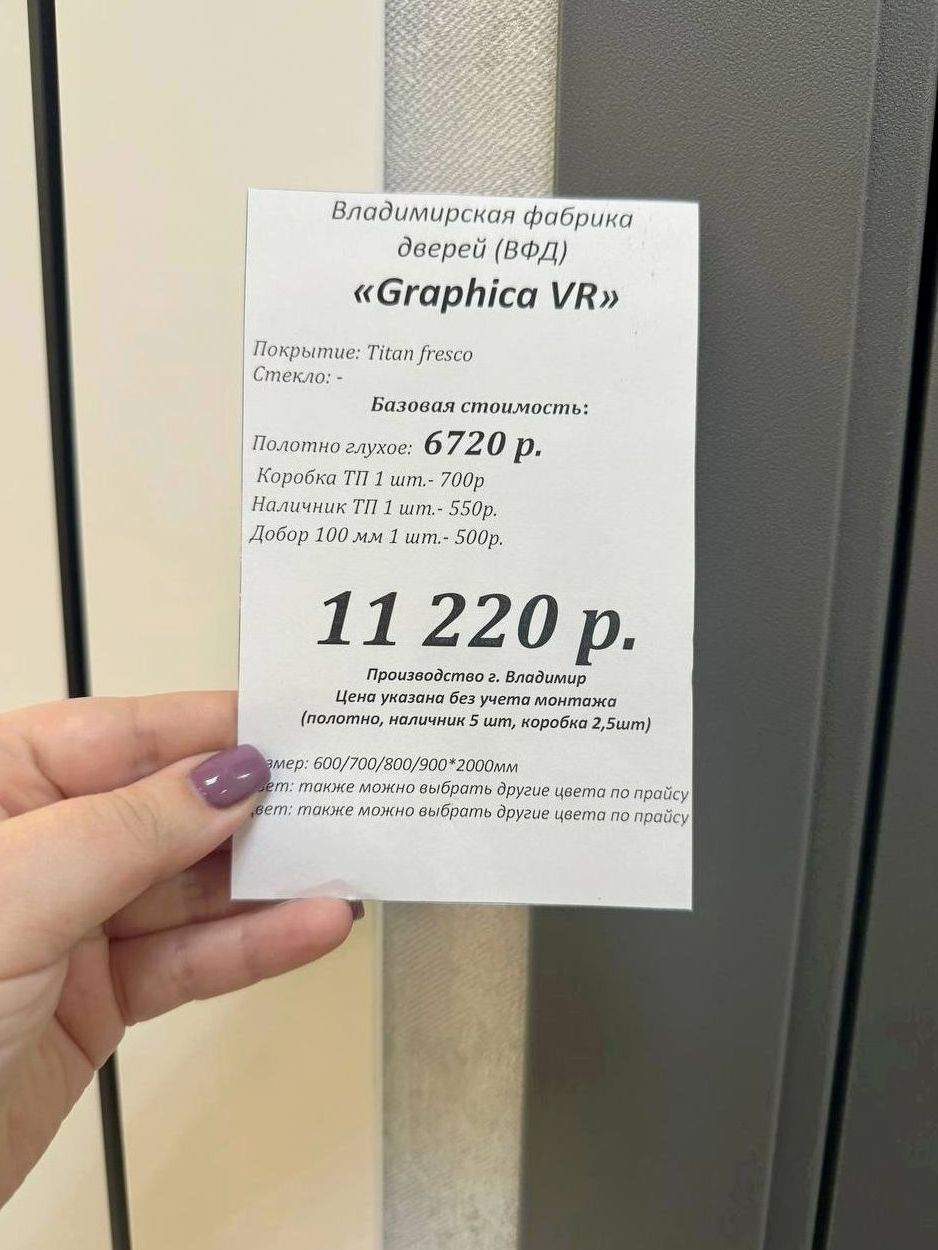 Владимирская фабрика
дверей (ВФД)
«Graphica VR»
Покрытие: Titan fresco
Стекло: -
Базовая стоимость:
Полотно глухое: 6720 р.
Коробка ТП 1 шт.- 700р
Наличник ТП 1 шт.- 550р.
Добор 100 мм 1 шт.- 500р.
11 220 р.
Производство г. Владимир
Цена указана без учета монтажа
(полотно, наличник 5 шт, коробка 2,5шт)
змер: 600/700/800/900*2000мм
ет: также можно выбрать другие цвета по прайсу
вет: также можно выбрать другие цвета по прайсу